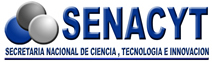 SENACYT
SECRETARIA NACIONAL DE CIENCIA , TECNOLOGIA E INNOVACION